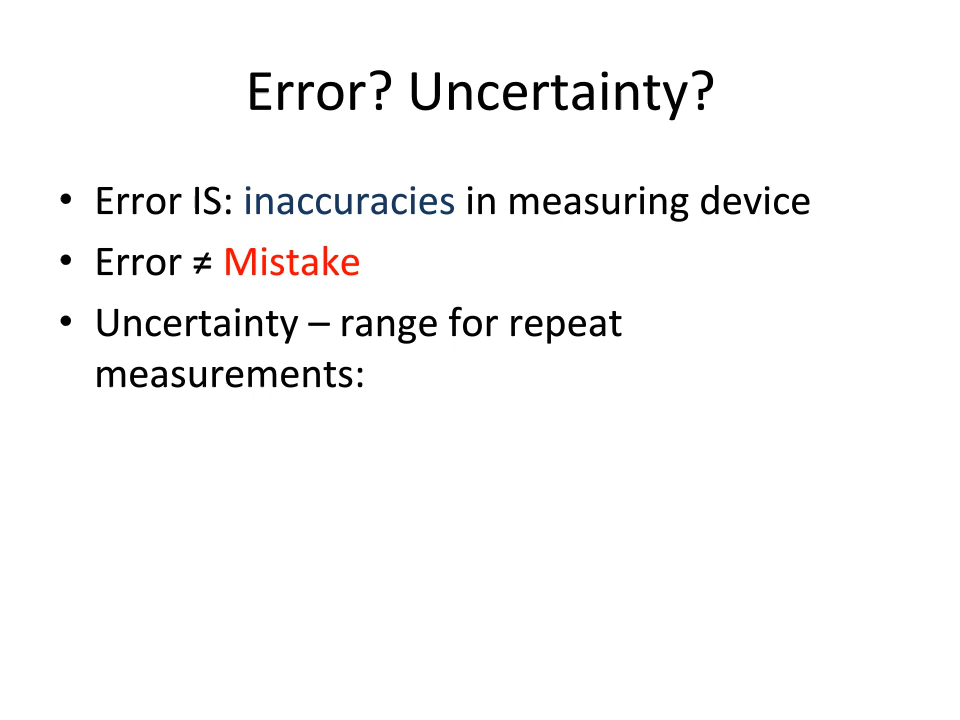 Error? Uncertainty?
• Error IS: inaccuracies in measuring device
• Error ≠ Mistake
• Uncertainty – range for repeat
measurements: